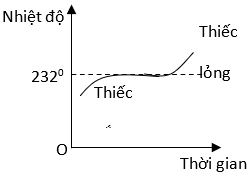 Nhiệt độ
Thiếc
lỏng
232⁰
Thiếc
O
Thời gian